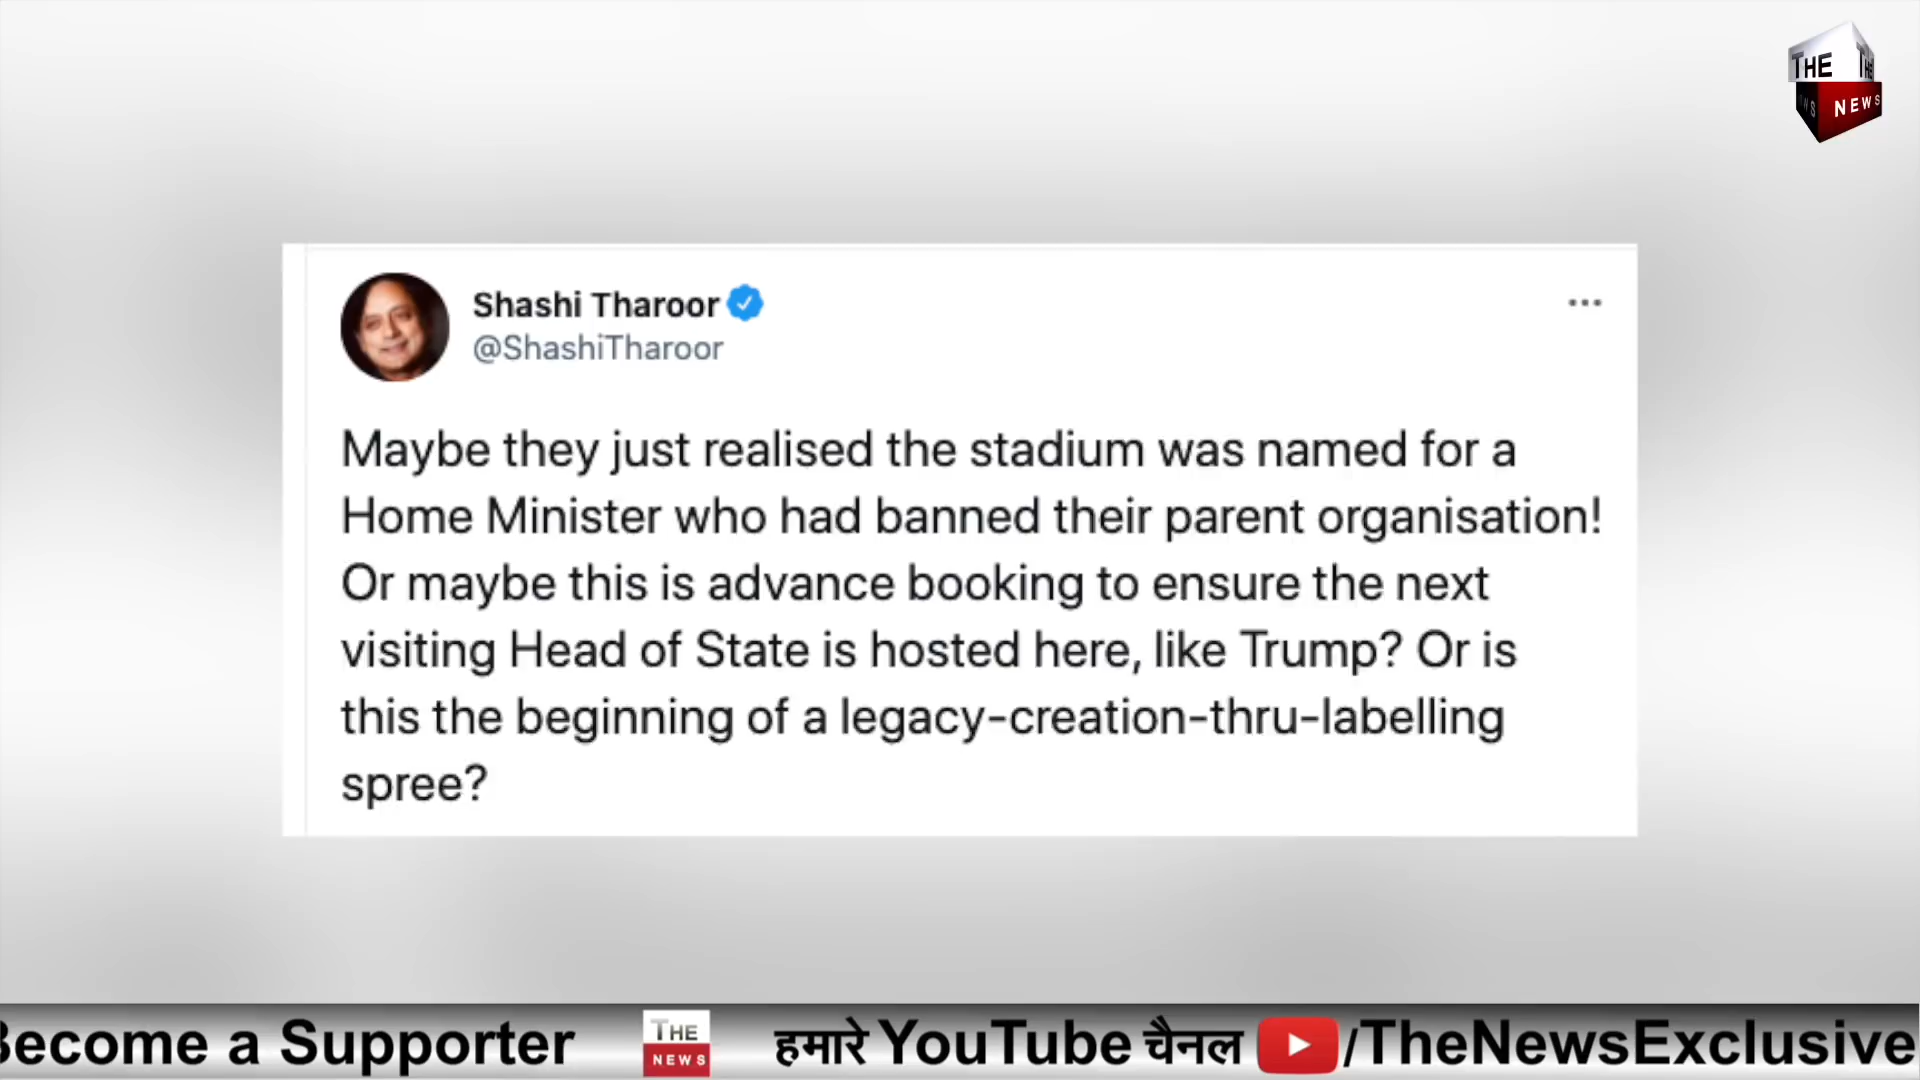 THE THE
NEWS
Shashi Tharoor
@ShashiTharoor
Maybe they just realised the stadium was named for a
Home Minister who had banned their parent organisation!
Or maybe this is advance booking to ensure the next
visiting Head of State is hosted here, like Trump? Or is
this the beginning of a legacy-creation-thru-labelling
spree?
Become a Supporter THE NEWS हमारे YouTube चैनल /TheNewsExclusive